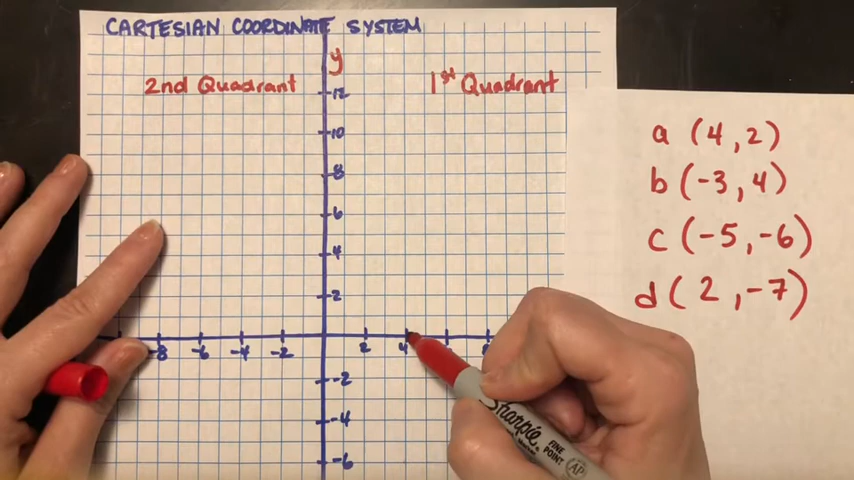 CARTESIAN COORDINATE SYSTEM
y
2nd Quadrant
1st Quadrant
12
10
8
6
4
2
-8 -6 -4 -2 2 4
-2
-4
-6
a (4, 2)
b (-3, 4)
c (-5, -6)
d (2, -7)
Sharpie
FINE POINT
AP